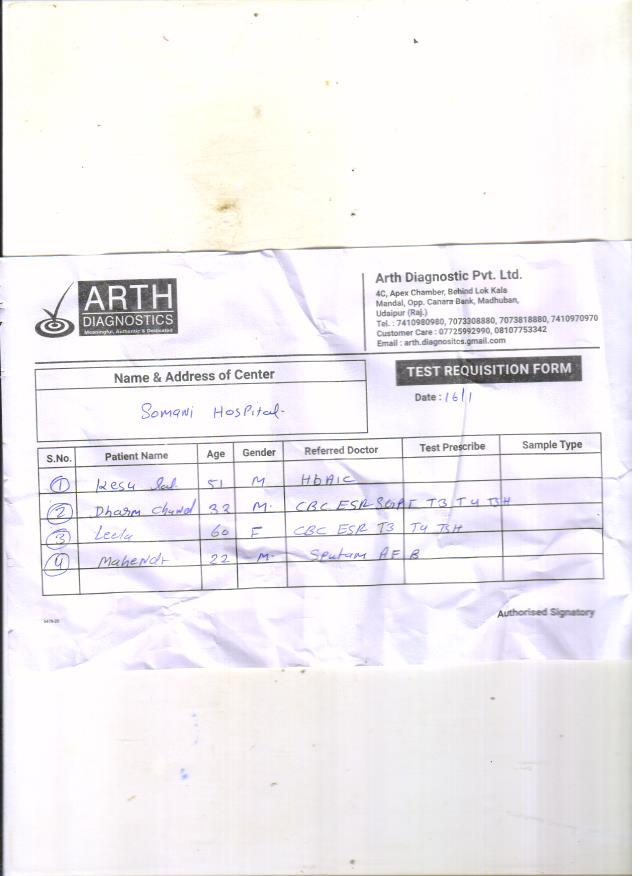 ARTH
DIAGNOSTICS
Meaningful, Authentic & Dedicated
Arth Diagnostic Pvt. Ltd.
4C, Apex Chamber, Behind Lok Kala
Mandal, Opp. Canara Bank, Madhuban,
Udaipur (Raj.)
Tel. : 7410980980, 7073308880, 7073818880, 7410970970
Customer Care : 07725992990, 08107753342
Email : arth.diagnositcs.gmail.com
Name & Address of Center
Somani Hospital-
TEST REQUISITION FORM
Date : 16/1
S.No. Patient Name Age Gender Referred Doctor Test Prescribe Sample Type
1 Kesu Lal 51 M HbA1C
2 Dharm Chand 32 M. CBC ESR SGPT T3 T4 TSH
3 Leela 60 F CBC ESR T3 T4 TSH
4 Mahendr 22 M. Sputam AFB
Authorised Signatory